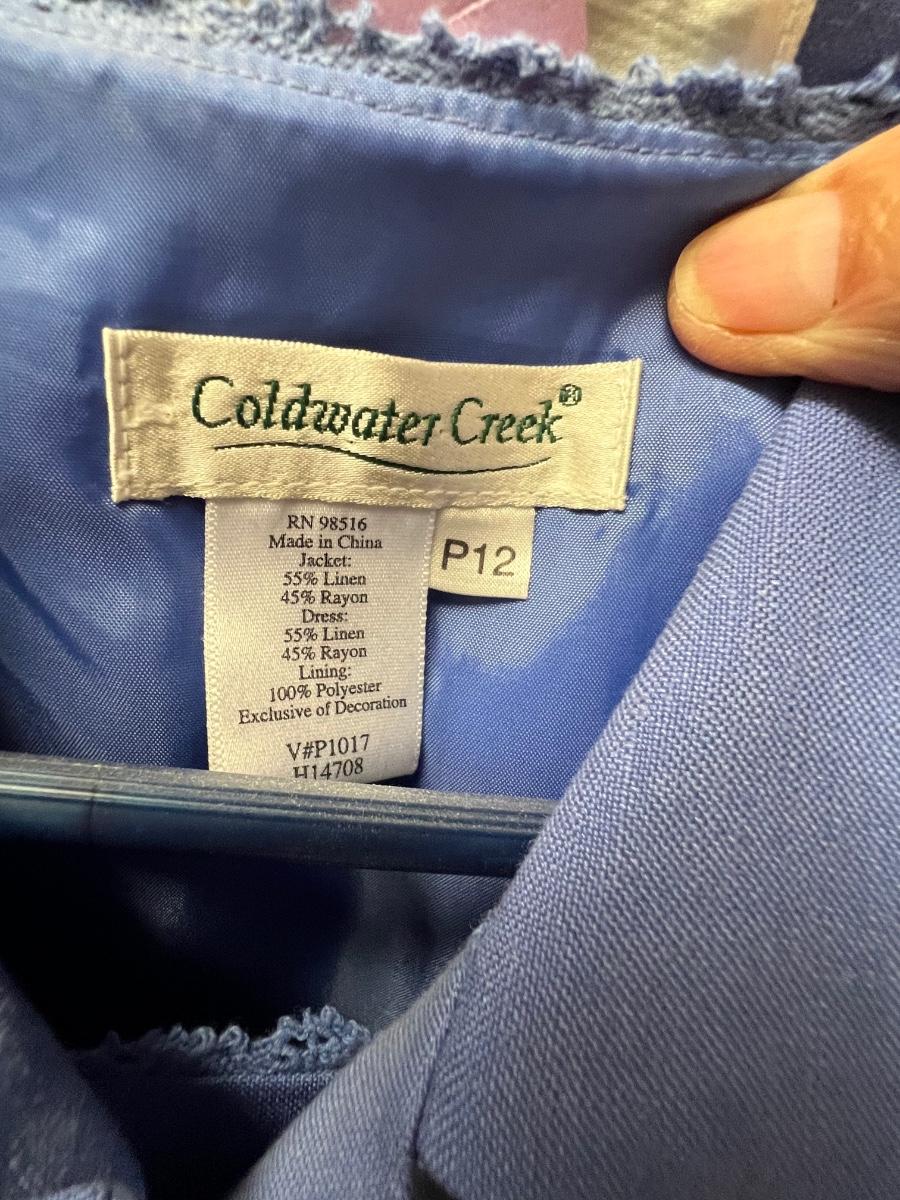 Coldwater Creek®
RN 98516
Made in China
Jacket:
55% Linen
45% Rayon
Dress:
55% Linen
45% Rayon
Lining:
100% Polyester
Exclusive of Decoration
V#P1017
H14708
P12